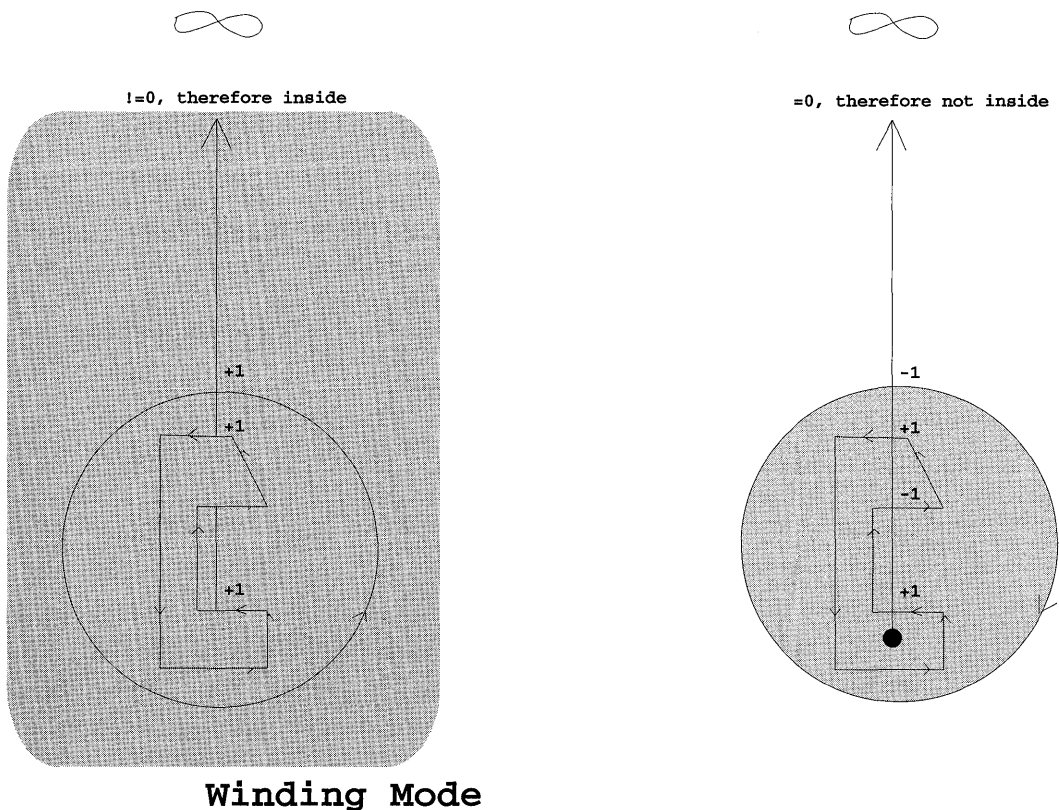 !=0, therefore inside
=0, therefore not inside
+1
-1
+1
+1
-1
+1
+1
Winding Mode